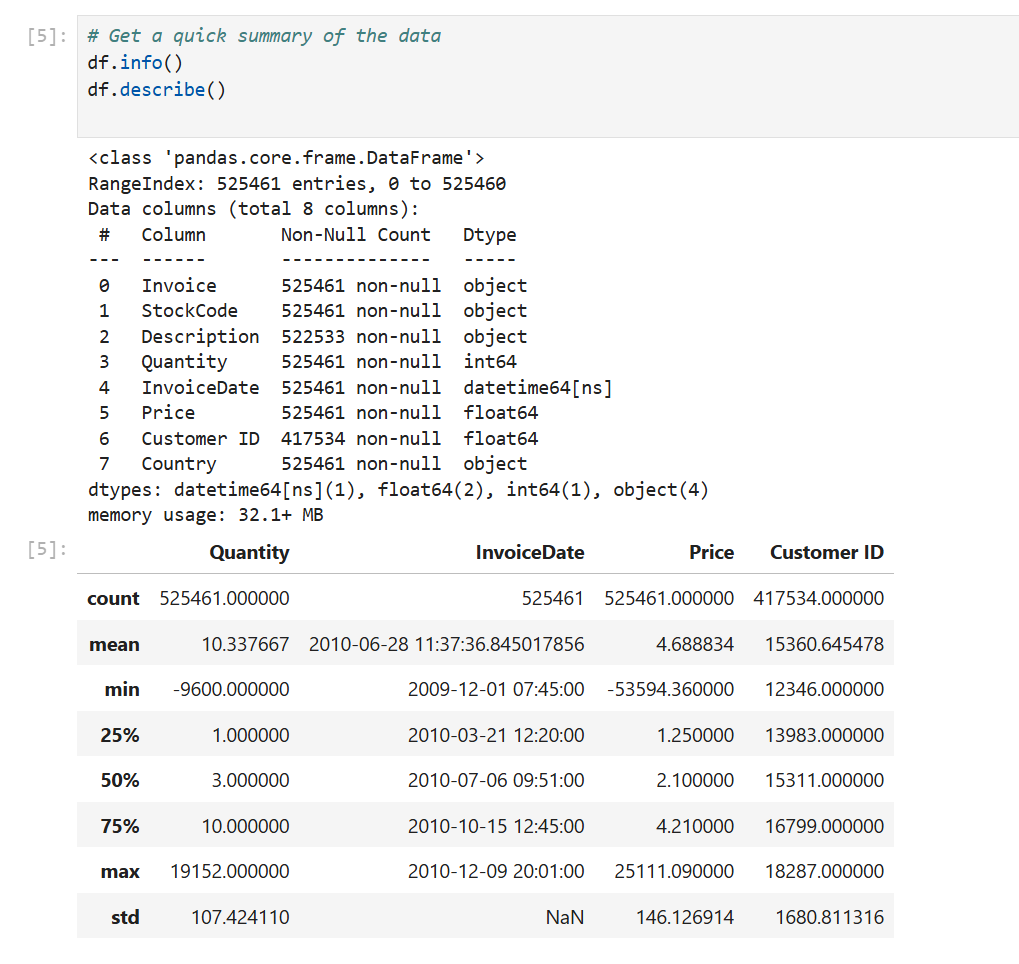 [5]: # Get a quick summary of the data
df.info()
df.describe()
<class 'pandas.core.frame.DataFrame'>
RangeIndex: 525461 entries, 0 to 525460
Data columns (total 8 columns):
 #   Column       Non-Null Count   Dtype
---  ------       --------------   -----
 0   Invoice      525461 non-null  object
 1   StockCode    525461 non-null  object
 2   Description  522533 non-null  object
 3   Quantity     525461 non-null  int64
 4   InvoiceDate  525461 non-null  datetime64[ns]
 5   Price        525461 non-null  float64
 6   Customer ID  417534 non-null  float64
 7   Country      525461 non-null  object
dtypes: datetime64[ns](1), float64(2), int64(1), object(4)
memory usage: 32.1+ MB
[5]: Quantity InvoiceDate Price Customer ID
count 525461.000000 525461 525461.000000 417534.000000
mean 10.337667 2010-06-28 11:37:36.845017856 4.688834 15360.645478
min -9600.000000 2009-12-01 07:45:00 -53594.360000 12346.000000
25% 1.000000 2010-03-21 12:20:00 1.250000 13983.000000
50% 3.000000 2010-07-06 09:51:00 2.100000 15311.000000
75% 10.000000 2010-10-15 12:45:00 4.210000 16799.000000
max 19152.000000 2010-12-09 20:01:00 25111.090000 18287.000000
std 107.424110 NaN 146.126914 1680.811316